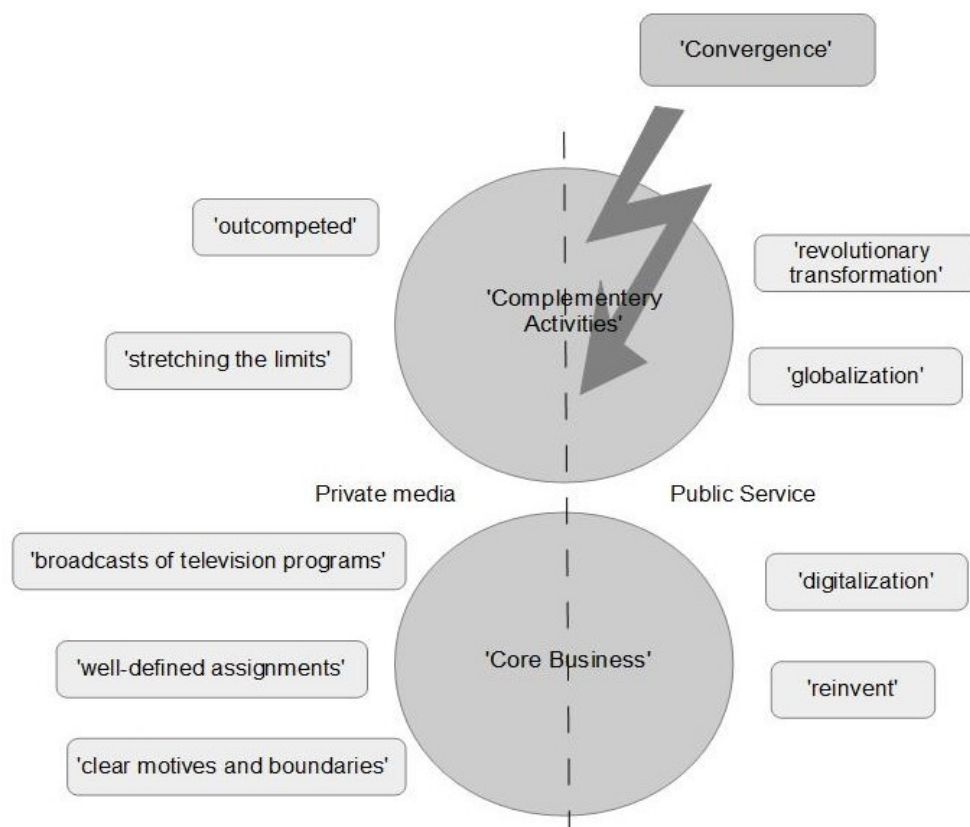 'Convergence'
'outcompeted'
'revolutionary
transformation'
'Complementery
Activities'
'stretching the limits'
'globalization'
Private media
Public Service
'broadcasts of television programs'
'digitalization'
'well-defined assignments'
'Core Business'
'reinvent'
'clear motives and boundaries'